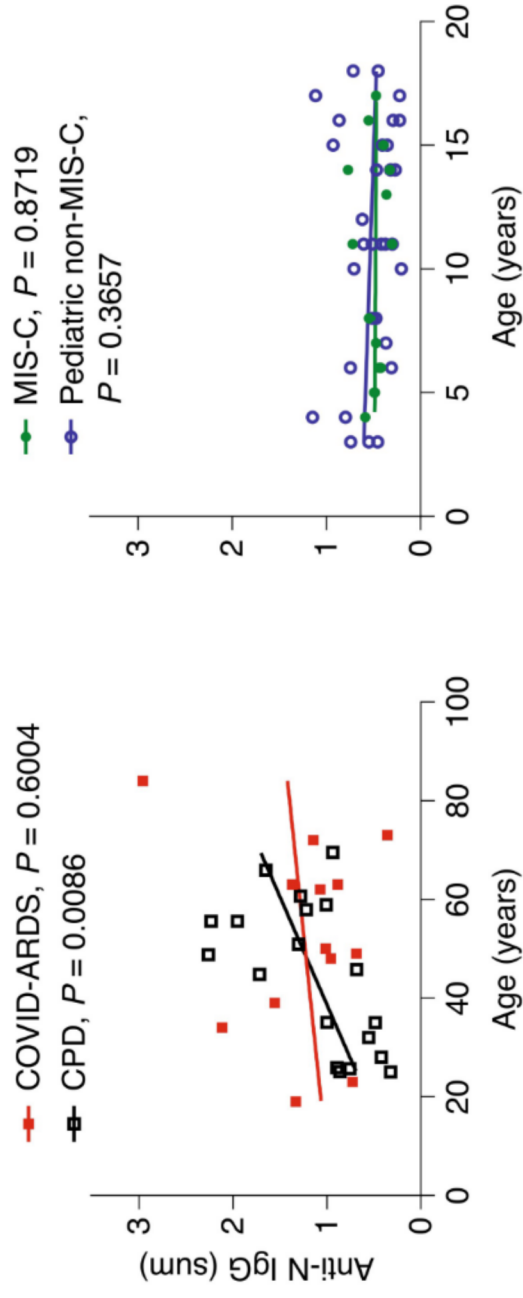 COVID-ARDS, P = 0.6004
CPD, P = 0.0086
Anti-N IgG (sum)
3
2
1
0
0
20
40
60
80
100
Age (years)
MIS-C, P = 0.8719
Pediatric non-MIS-C,
P = 0.3657
3
2
1
0
0
5
10
15
20
Age (years)